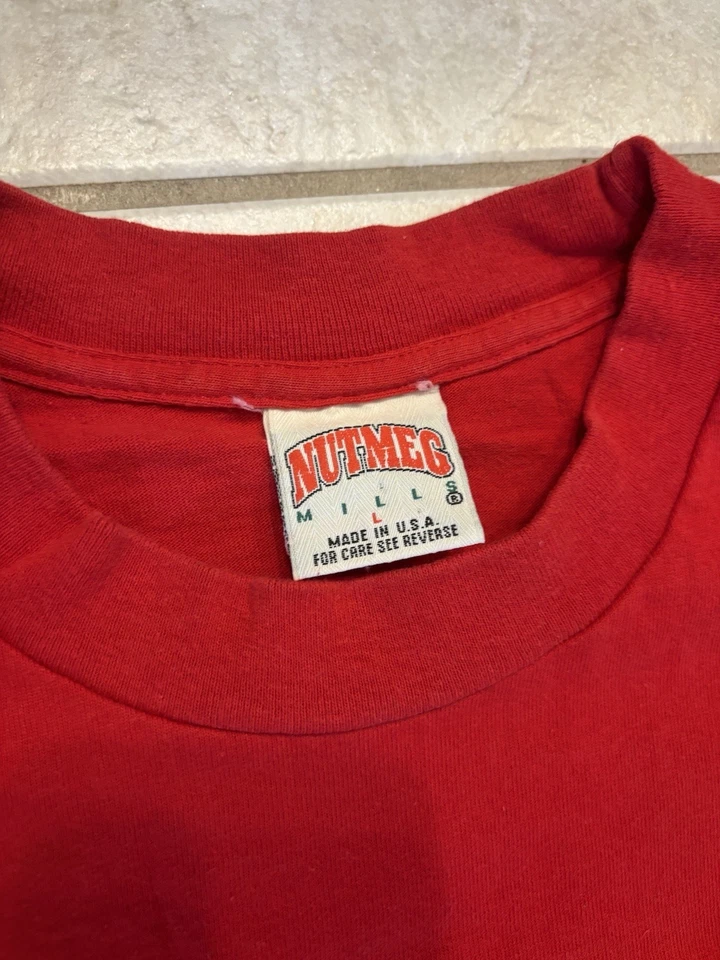 NUTMEG
MILLS®
L
MADE IN U.S.A.
FOR CARE SEE REVERSE